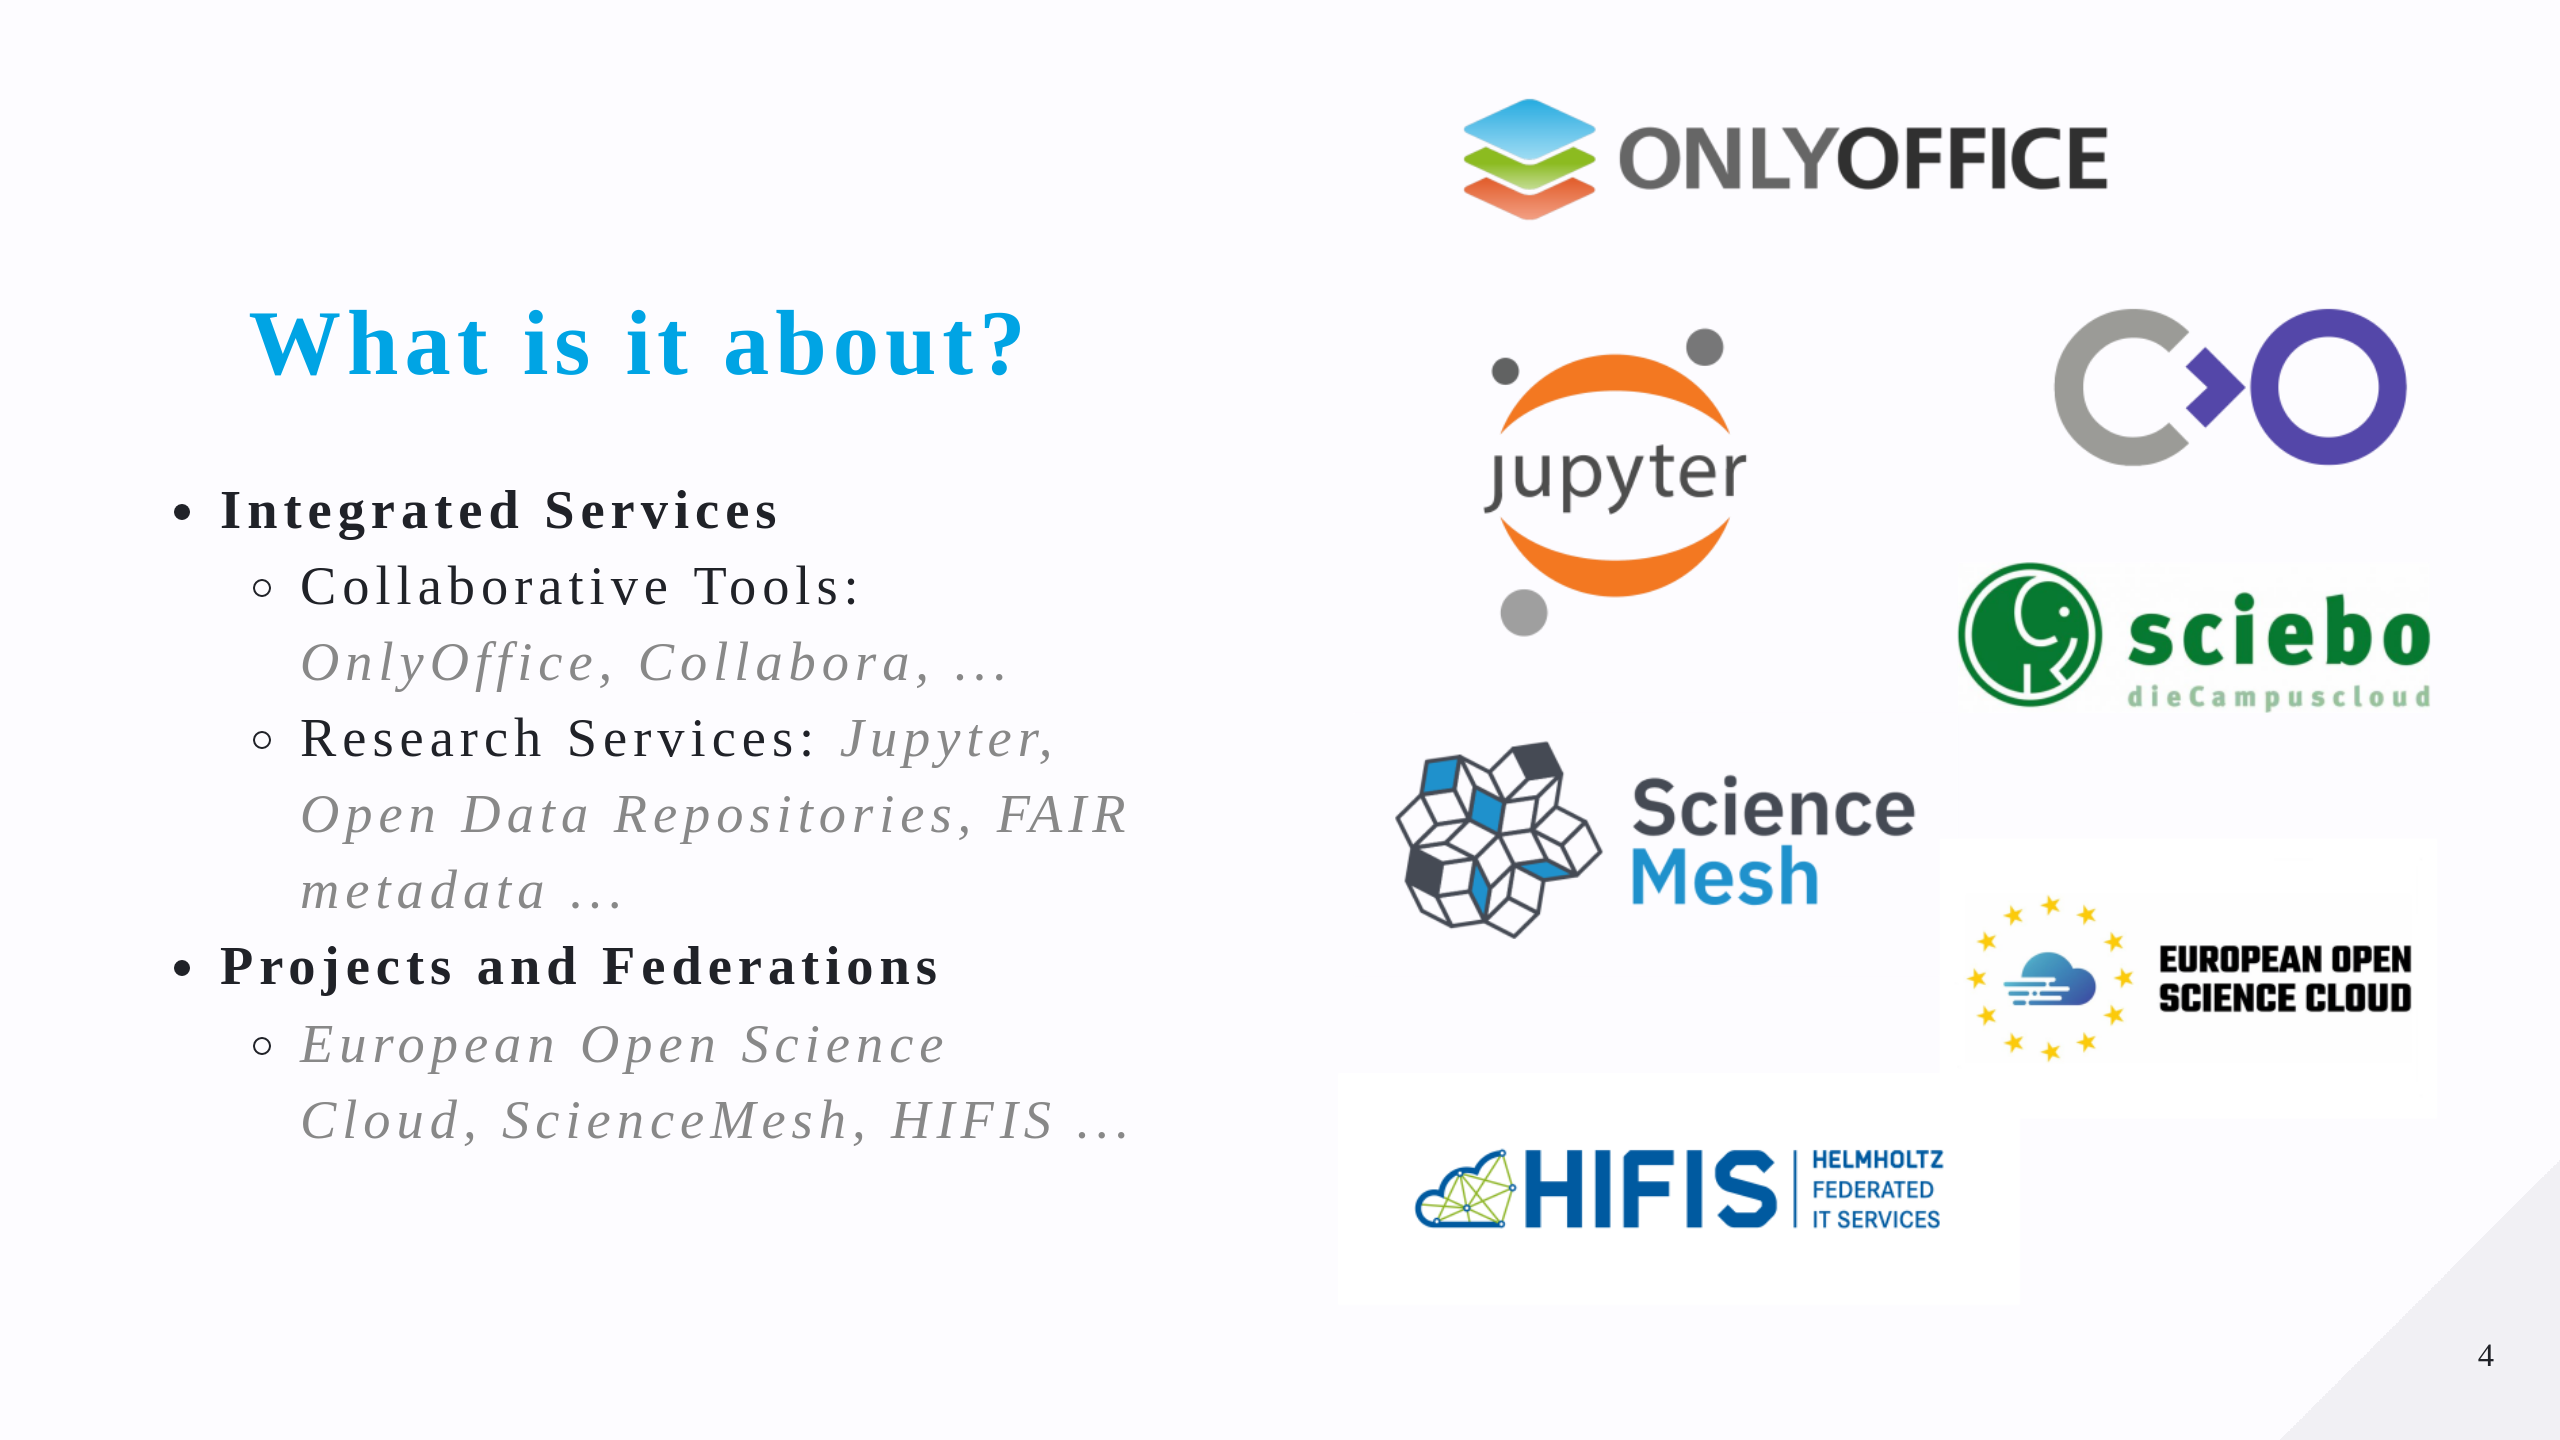 What is it about?
• Integrated Services
◦ Collaborative Tools:
OnlyOffice, Collabora, ...
◦ Research Services: Jupyter,
Open Data Repositories, FAIR
metadata ...
• Projects and Federations
◦ European Open Science
Cloud, ScienceMesh, HIFIS ...
ONLYOFFICE
jupyter
sciebo
dieCampuscloud
Science
Mesh
EUROPEAN OPEN
SCIENCE CLOUD
HIFIS
HELMHOLTZ
FEDERATED
IT SERVICES
4